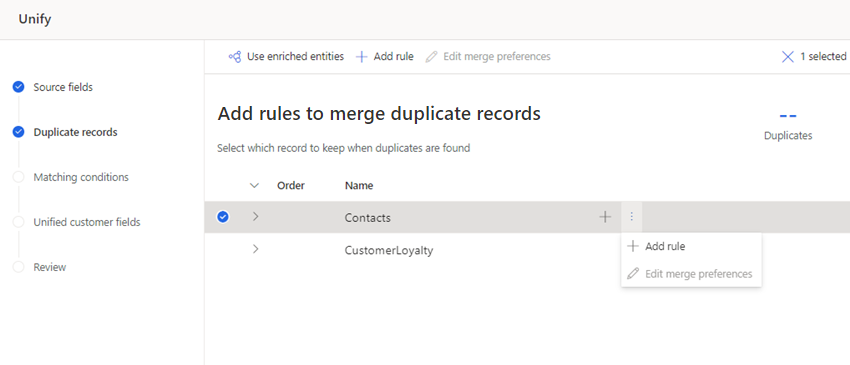 Unify
Use enriched entities Add rule Edit merge preferences 1 selected
Source fields
Duplicate records
Matching conditions
Unified customer fields
Review
Add rules to merge duplicate records
--
Duplicates
Select which record to keep when duplicates are found
Order Name
Contacts
CustomerLoyalty
Add rule
Edit merge preferences